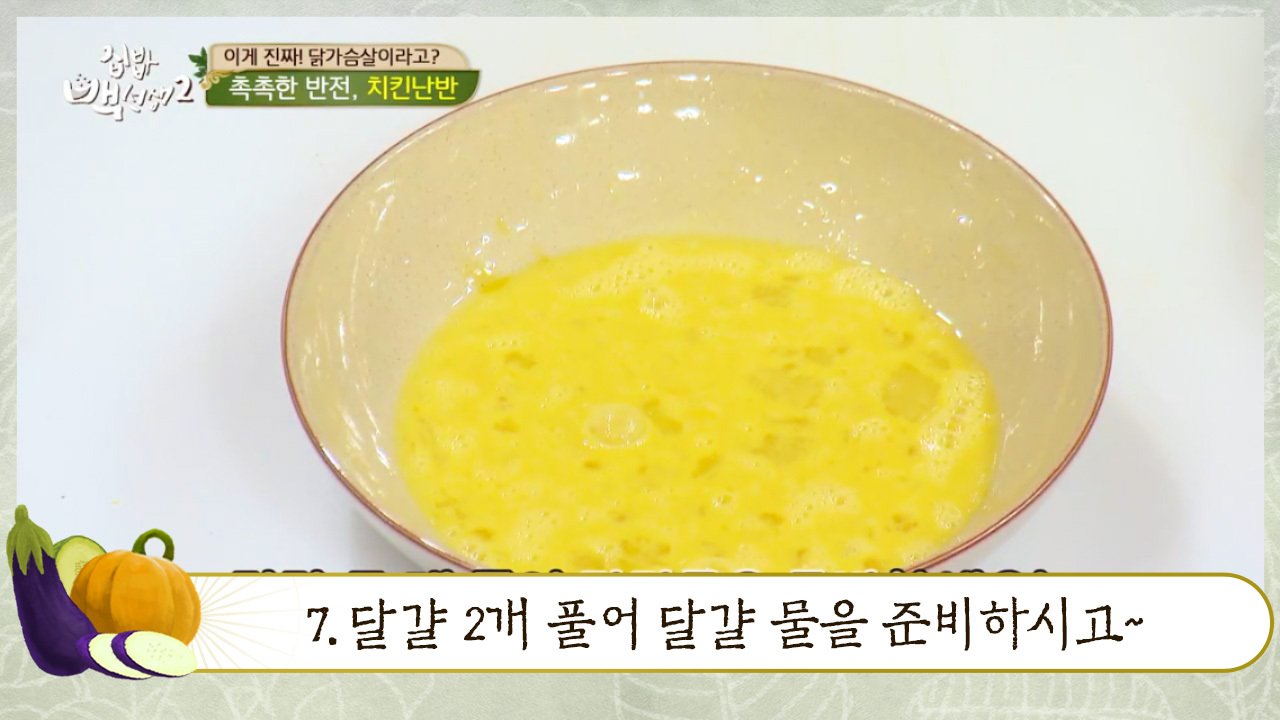 집밥
백선생2
이게 진짜! 닭가슴살이라고?
촉촉한 반전, 치킨난반
7. 달걀 2개 풀어 달걀 물을 준비하시고~